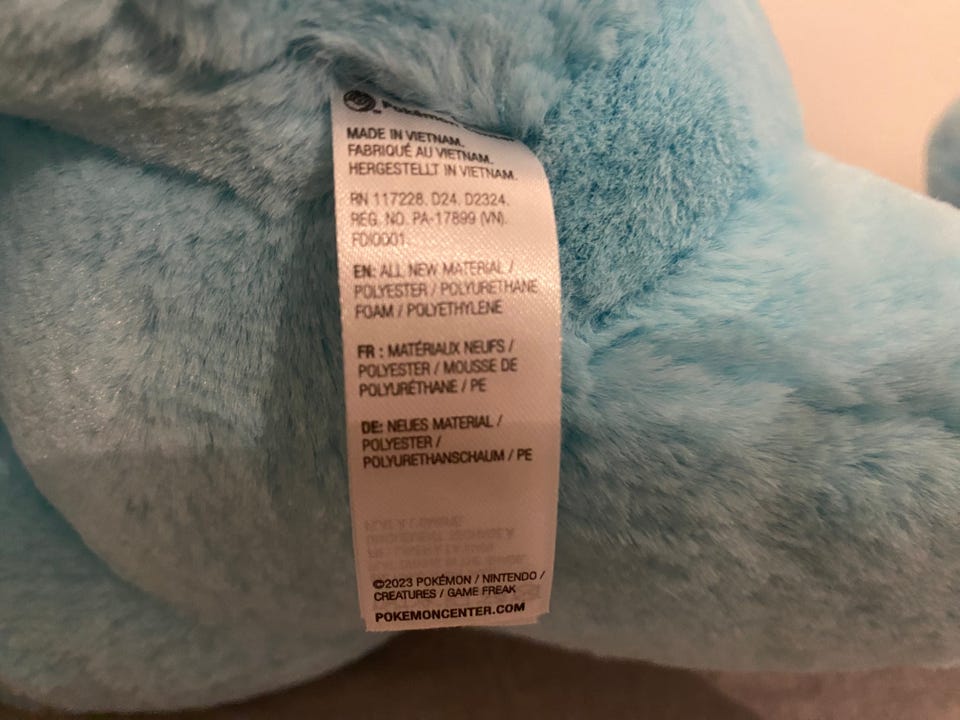 Pokémon
MADE IN VIETNAM.
FABRIQUÉ AU VIETNAM.
HERGESTELLT IN VIETNAM.
RN 117228. D24. D2324.
REG. NO. PA-17899 (VN).
FDI0001.
EN: ALL NEW MATERIAL /
POLYESTER / POLYURETHANE
FOAM / POLYETHYLENE
FR : MATÉRIAUX NEUFS /
POLYESTER / MOUSSE DE
POLYURÉTHANE / PE
DE: NEUES MATERIAL /
POLYESTER /
POLYURETHANSCHAUM / PE
©2023 POKÉMON / NINTENDO /
CREATURES / GAME FREAK
POKEMONCENTER.COM